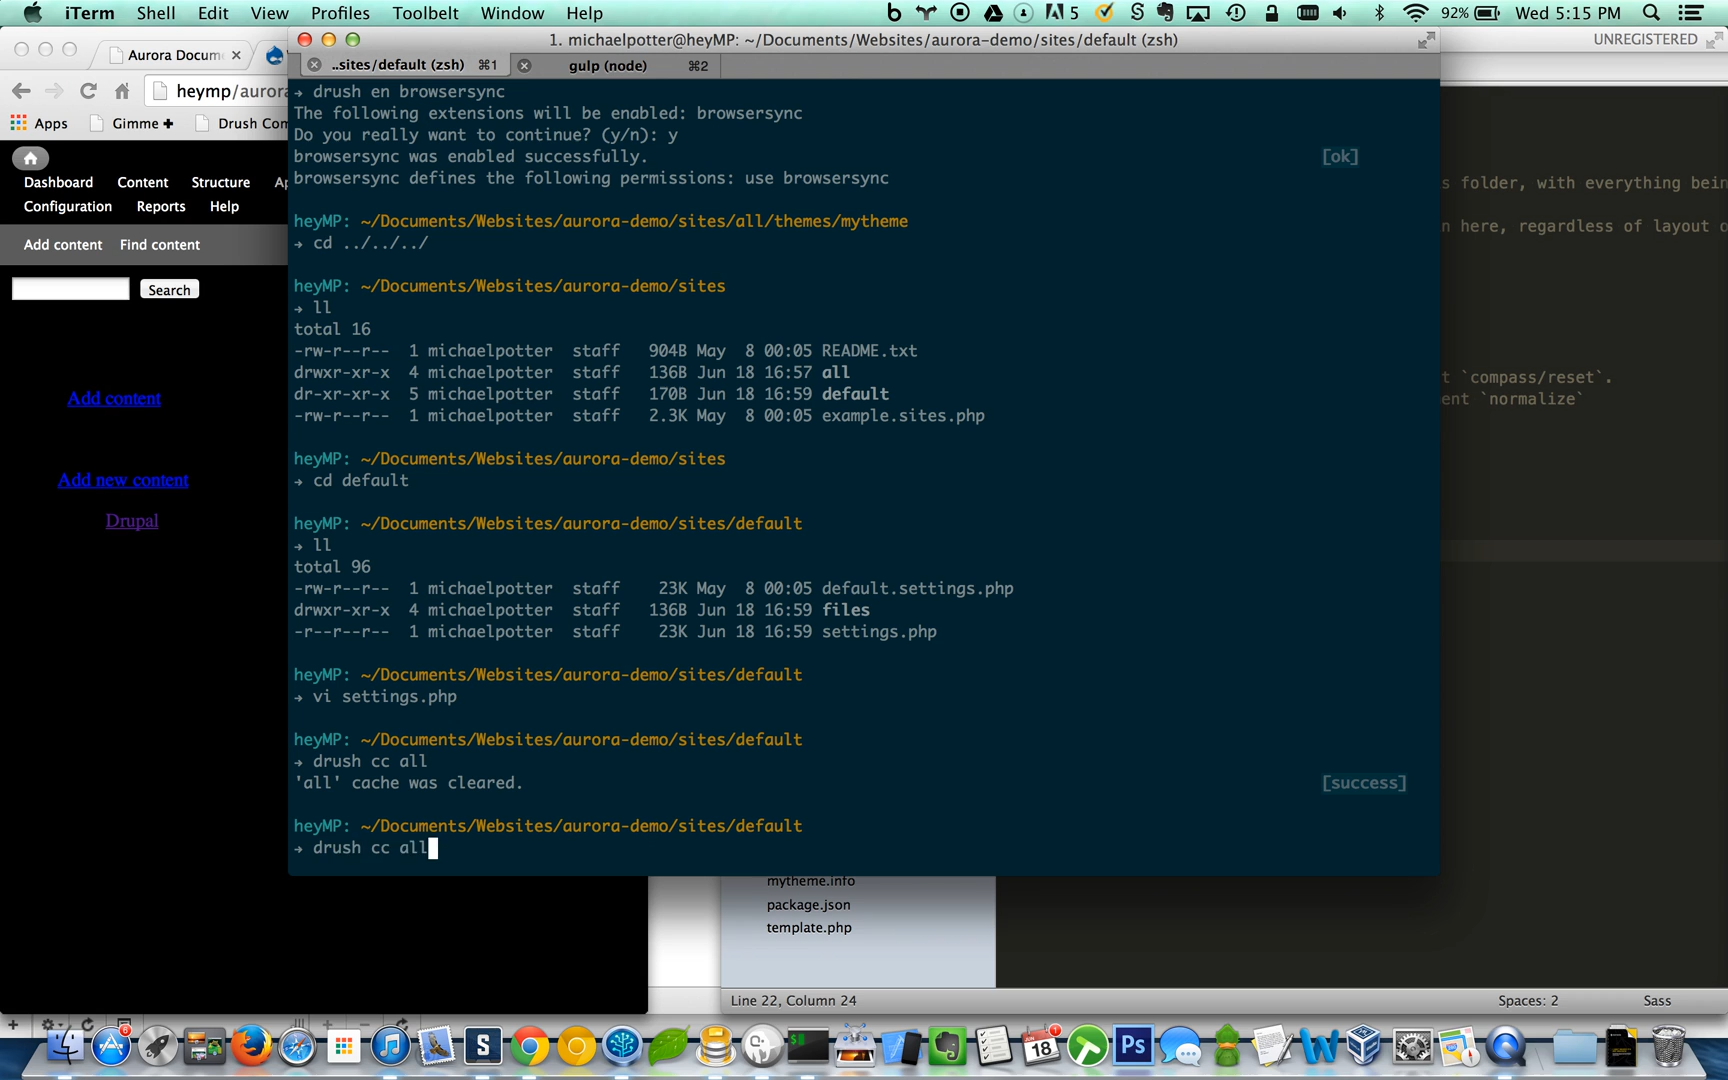 iTerm Shell Edit View Profiles Toolbelt Window Help
5 92% Wed 5:15 PM
1. michaelpotter@heyMP: ~/Documents/Websites/aurora-demo/sites/default (zsh)
UNREGISTERED
Aurora Docum
..sites/default (zsh) ⌘1
gulp (node) ⌘2
heymp/auror
Apps Gimme + Drush Com
Dashboard Content Structure
Configuration Reports Help
Add content Find content
Search
Add content
Add new content
Drupal
→ drush en browsersync
The following extensions will be enabled: browsersync
Do you really want to continue? (y/n): y
browsersync was enabled successfully. [ok]
browsersync defines the following permissions: use browsersync
heyMP: ~/Documents/Websites/aurora-demo/sites/all/themes/mytheme
→ cd ../../../
heyMP: ~/Documents/Websites/aurora-demo/sites
→ ll
total 16
-rw-r--r-- 1 michaelpotter staff 904B May 8 00:05 README.txt
drwxr-xr-x 4 michaelpotter staff 136B Jun 18 16:57 all
dr-xr-xr-x 5 michaelpotter staff 170B Jun 18 16:59 default
-rw-r--r-- 1 michaelpotter staff 2.3K May 8 00:05 example.sites.php
heyMP: ~/Documents/Websites/aurora-demo/sites
→ cd default
heyMP: ~/Documents/Websites/aurora-demo/sites/default
→ ll
total 96
-rw-r--r-- 1 michaelpotter staff 23K May 8 00:05 default.settings.php
drwxr-xr-x 4 michaelpotter staff 136B Jun 18 16:59 files
-r--r--r-- 1 michaelpotter staff 23K Jun 18 16:59 settings.php
heyMP: ~/Documents/Websites/aurora-demo/sites/default
→ vi settings.php
heyMP: ~/Documents/Websites/aurora-demo/sites/default
→ drush cc all
'all' cache was cleared. [success]
heyMP: ~/Documents/Websites/aurora-demo/sites/default
→ drush cc all
s folder, with everything bein
n here, regardless of layout o
t `compass/reset`.
ent `normalize`
mytheme.info
package.json
template.php
Line 22, Column 24 Spaces: 2 Sass
6
S
$
JUN
18
1
Ps
W